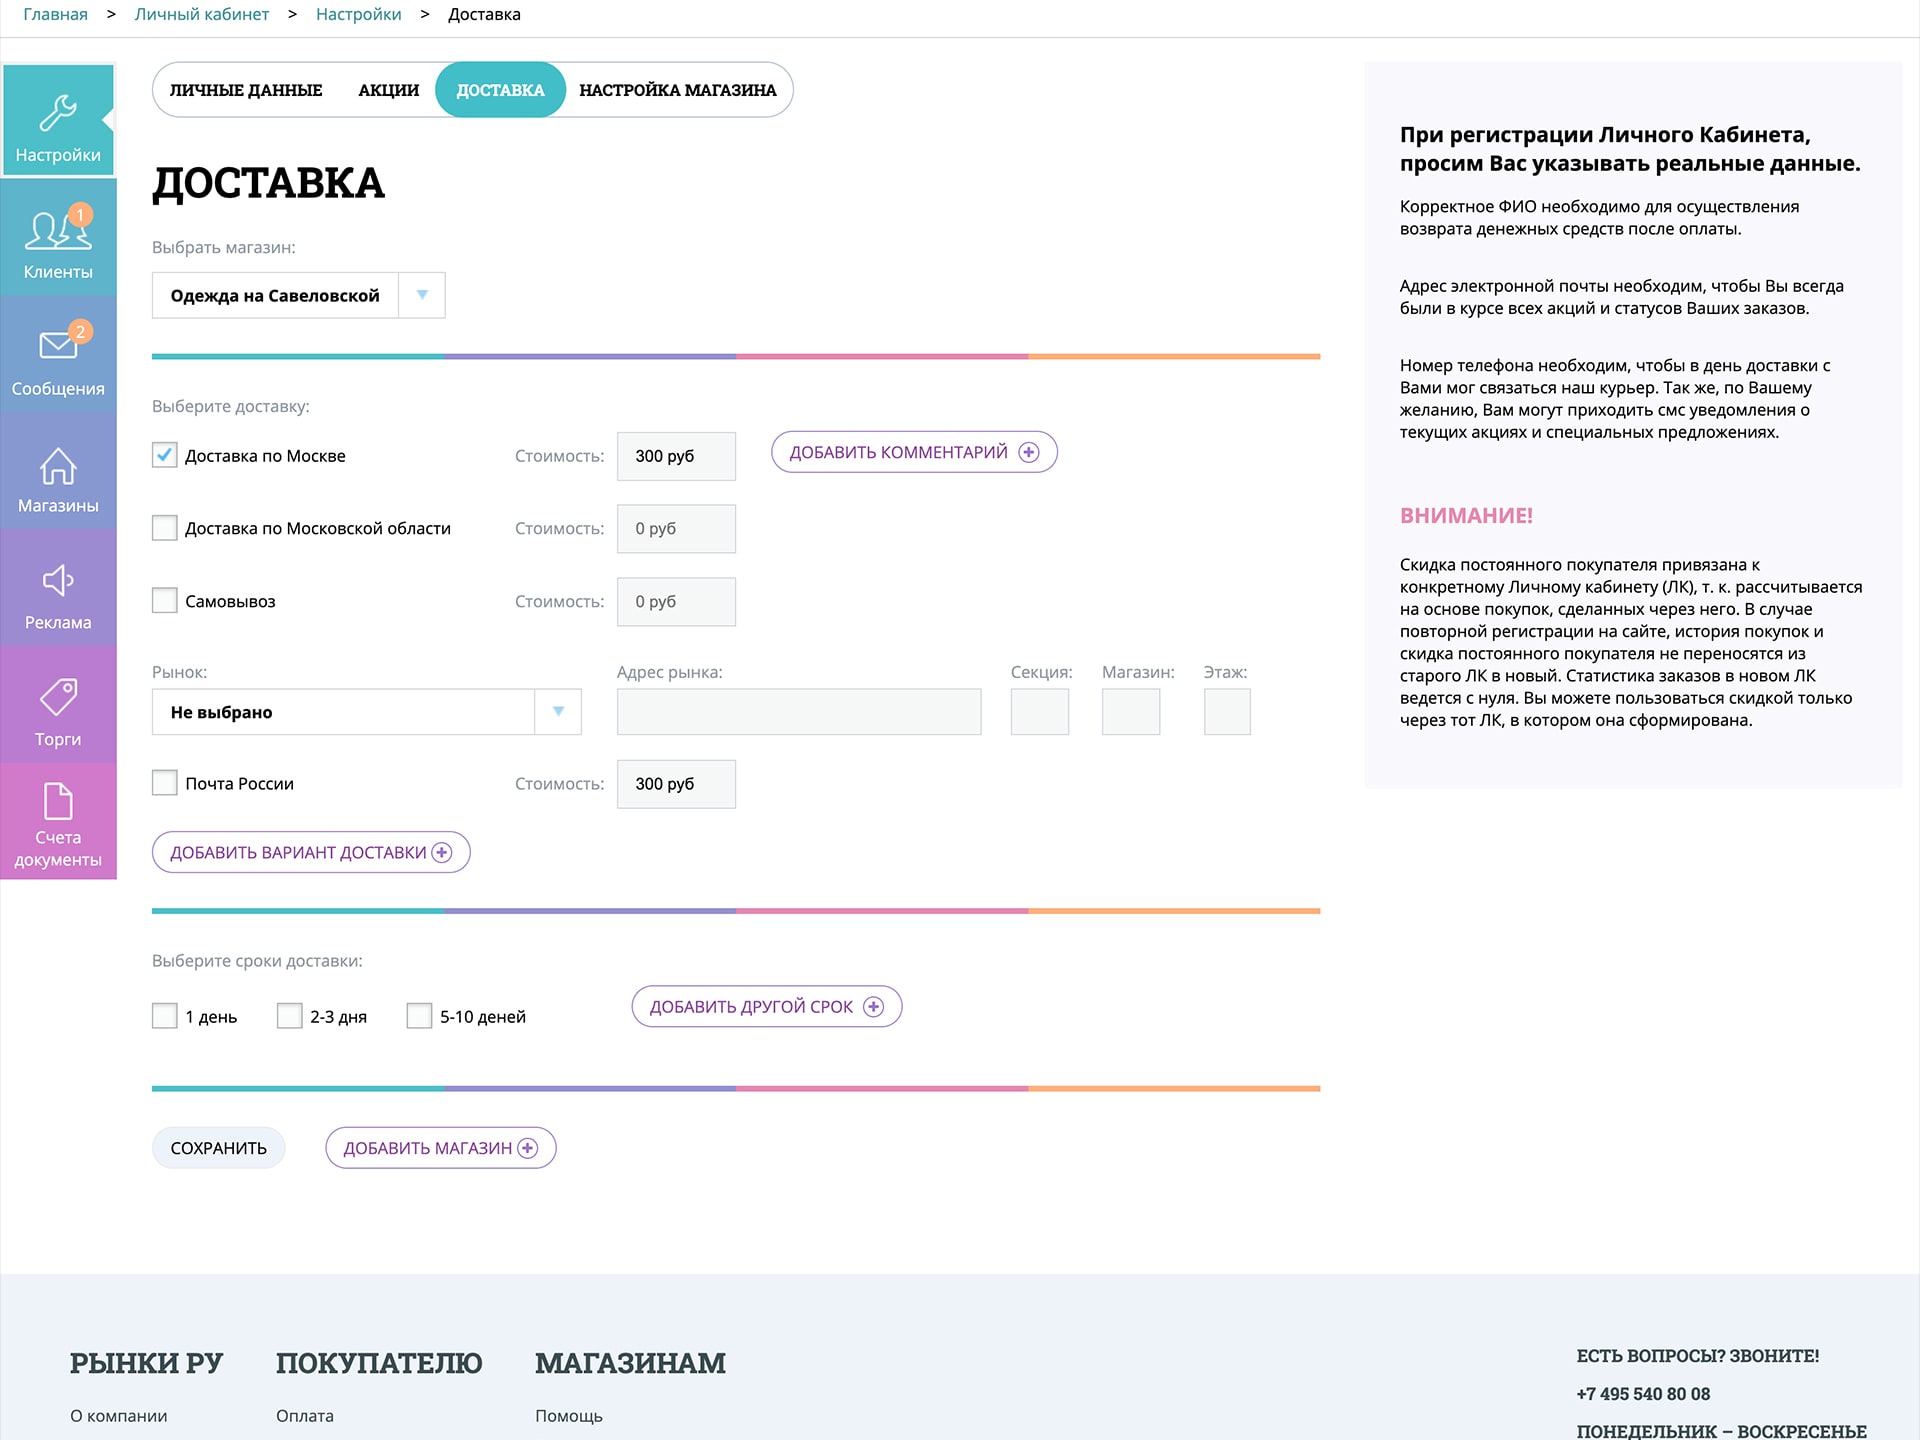 Главная > Личный кабинет > Настройки > Доставка
ЛИЧНЫЕ ДАННЫЕ АКЦИИ ДОСТАВКА НАСТРОЙКА МАГАЗИНА
Настройки
1
Клиенты
2
Сообщения
Магазины
Реклама
Торги
Счета
документы
ДОСТАВКА
Выбрать магазин:
Одежда на Савеловской
Выберите доставку:
Доставка по Москве Стоимость: 300 руб ДОБАВИТЬ КОММЕНТАРИЙ
Доставка по Московской области Стоимость: 0 руб
Самовывоз Стоимость: 0 руб
Рынок: Адрес рынка: Секция: Магазин: Этаж:
Не выбрано
Почта России Стоимость: 300 руб
ДОБАВИТЬ ВАРИАНТ ДОСТАВКИ
Выберите сроки доставки:
1 день 2-3 дня 5-10 деней ДОБАВИТЬ ДРУГОЙ СРОК
СОХРАНИТЬ ДОБАВИТЬ МАГАЗИН
При регистрации Личного Кабинета,
просим Вас указывать реальные данные.
Корректное ФИО необходимо для осуществления
возврата денежных средств после оплаты.
Адрес электронной почты необходим, чтобы Вы всегда
были в курсе всех акций и статусов Ваших заказов.
Номер телефона необходим, чтобы в день доставки с
Вами мог связаться наш курьер. Так же, по Вашему
желанию, Вам могут приходить смс уведомления о
текущих акциях и специальных предложениях.
ВНИМАНИЕ!
Скидка постоянного покупателя привязана к
конкретному Личному кабинету (ЛК), т. к. рассчитывается
на основе покупок, сделанных через него. В случае
повторной регистрации на сайте, история покупок и
скидка постоянного покупателя не переносятся из
старого ЛК в новый. Статистика заказов в новом ЛК
ведется с нуля. Вы можете пользоваться скидкой только
через тот ЛК, в котором она сформирована.
РЫНКИ РУ ПОКУПАТЕЛЮ МАГАЗИНАМ
О компании Оплата Помощь
ЕСТЬ ВОПРОСЫ? ЗВОНИТЕ!
+7 495 540 80 08
ПОНЕДЕЛЬНИК – ВОСКРЕСЕНЬЕ